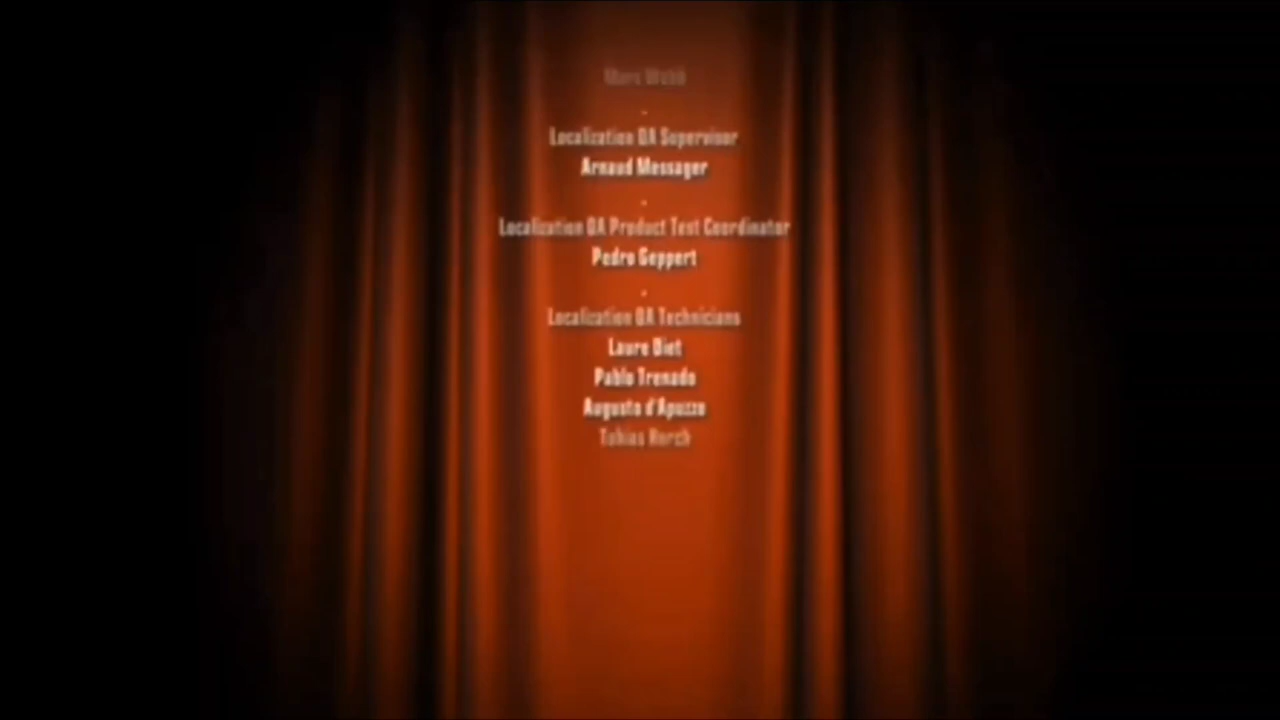 Marc Webb
-
Localization QA Supervisor
Arnaud Messager
-
Localization QA Product Test Coordinator
Pedro Geppert
-
Localization QA Technicians
Laure Diet
Pablo Trenado
Augusto d'Apuzzo
Tobias